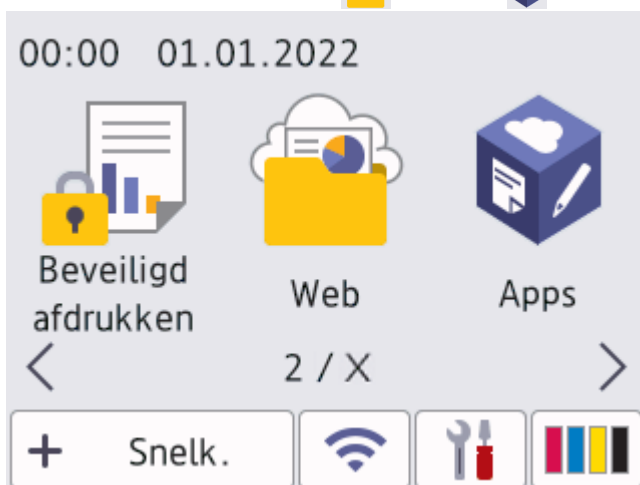 00:00 01.01.2022
Beveiligd
afdrukken
Web
Apps
2 / X
+ Snelk.